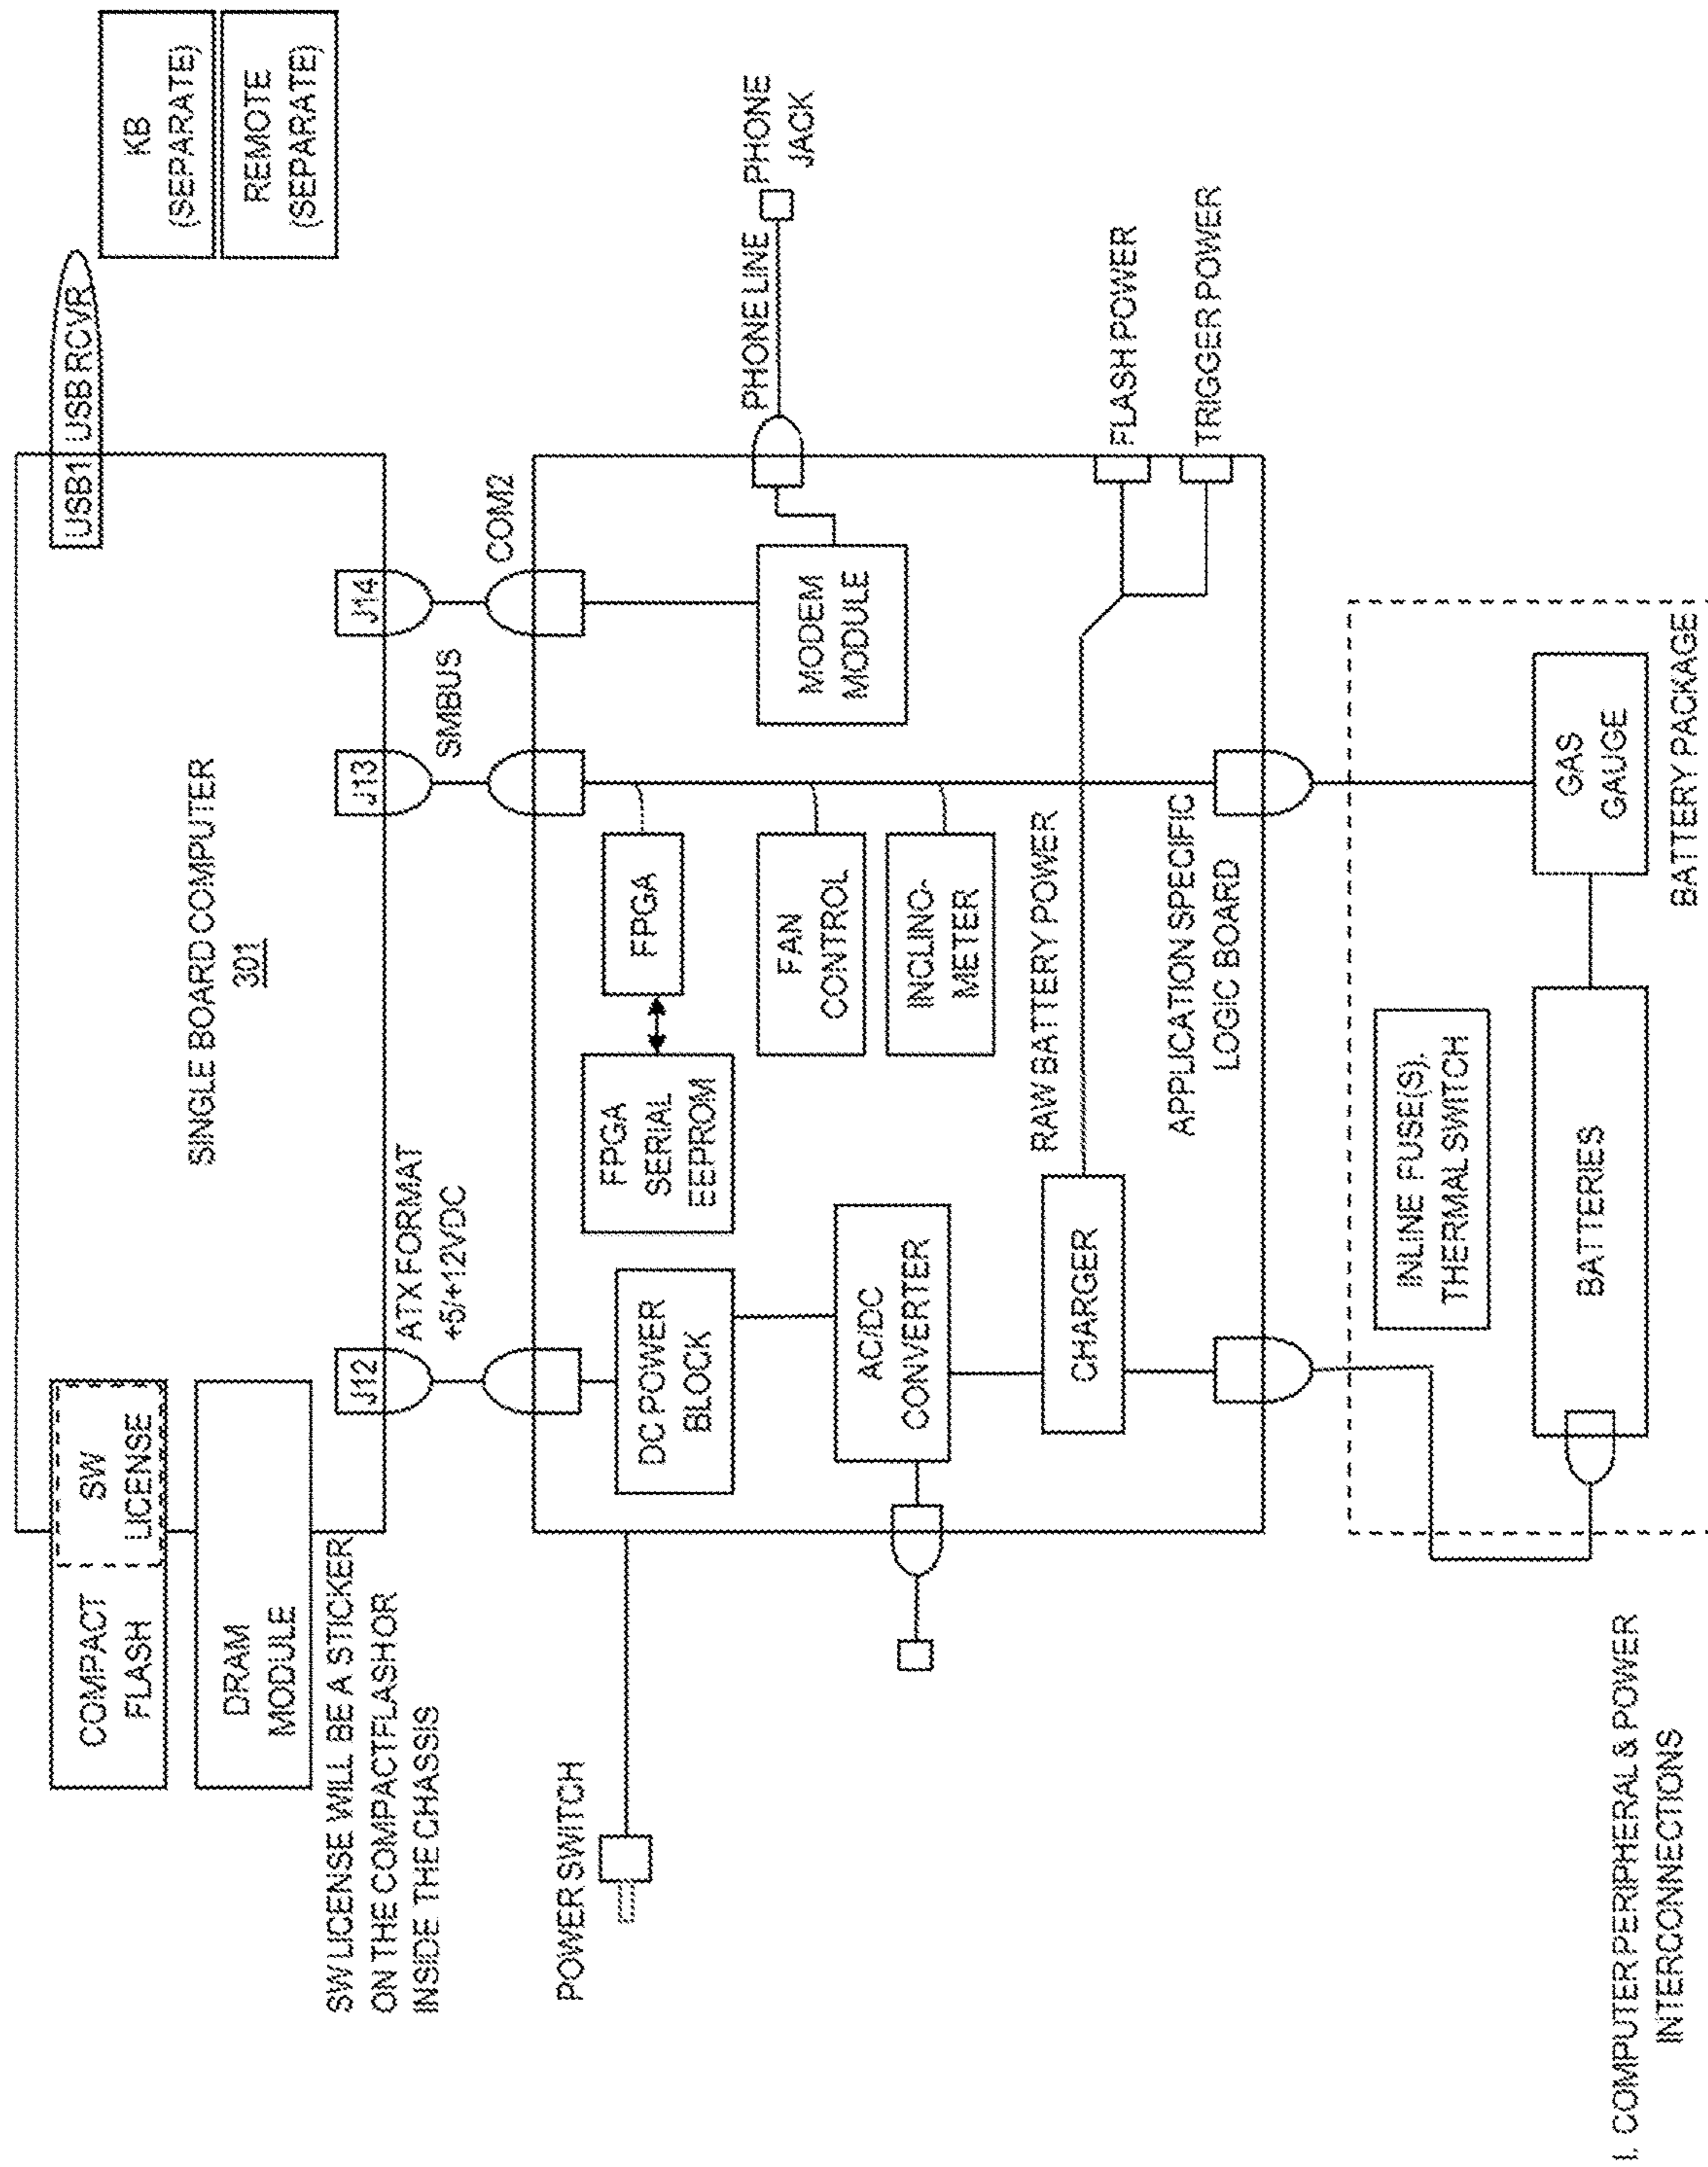 COMPACT
FLASH
SW
LICENSE
DRAM
MODULE
SW LICENSE WILL BE A STICKER
ON THE COMPACTFLASH OR
INSIDE THE CHASSIS
SINGLE BOARD COMPUTER
301
USB1
USB RCVR
KB
(SEPARATE)
REMOTE
(SEPARATE)
J12
J13
J14
ATX FORMAT
+5/+12VDC
SMBUS
COM2
POWER SWITCH
DC POWER
BLOCK
FPGA
SERIAL
EEPROM
FPGA
FAN
CONTROL
INCLINO-
METER
MODEM
MODULE
PHONE LINE
PHONE
JACK
AC/DC
CONVERTER
CHARGER
RAW BATTERY POWER
FLASH POWER
TRIGGER POWER
APPLICATION SPECIFIC
LOGIC BOARD
INLINE FUSE(S).
THERMAL SWITCH
BATTERIES
GAS
GAUGE
BATTERY PACKAGE
I. COMPUTER PERIPHERAL & POWER
INTERCONNECTIONS